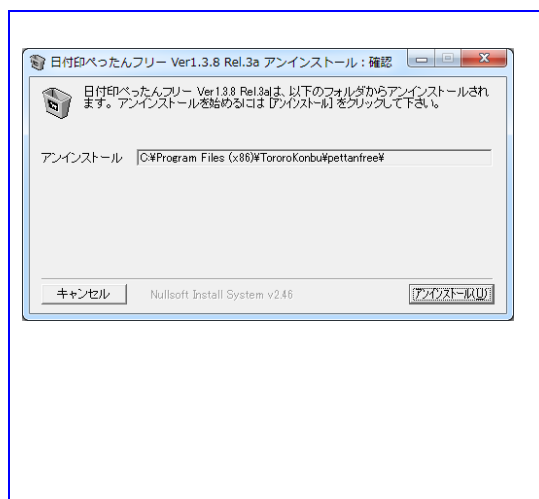 日付印ぺったんフリー Ver1.3.8 Rel.3a アンインストール：確認
日付印ぺったんフリー Ver1.3.8 Rel.3aは、以下のフォルダからアンインストールされ
ます。アンインストールを始めるには [アンインストール] をクリックして下さい。
アンインストール C:¥Program Files (x86)¥TororoKonbu¥pettanfree¥
キャンセル Nullsoft Install System v2.46 アンインストール(U)